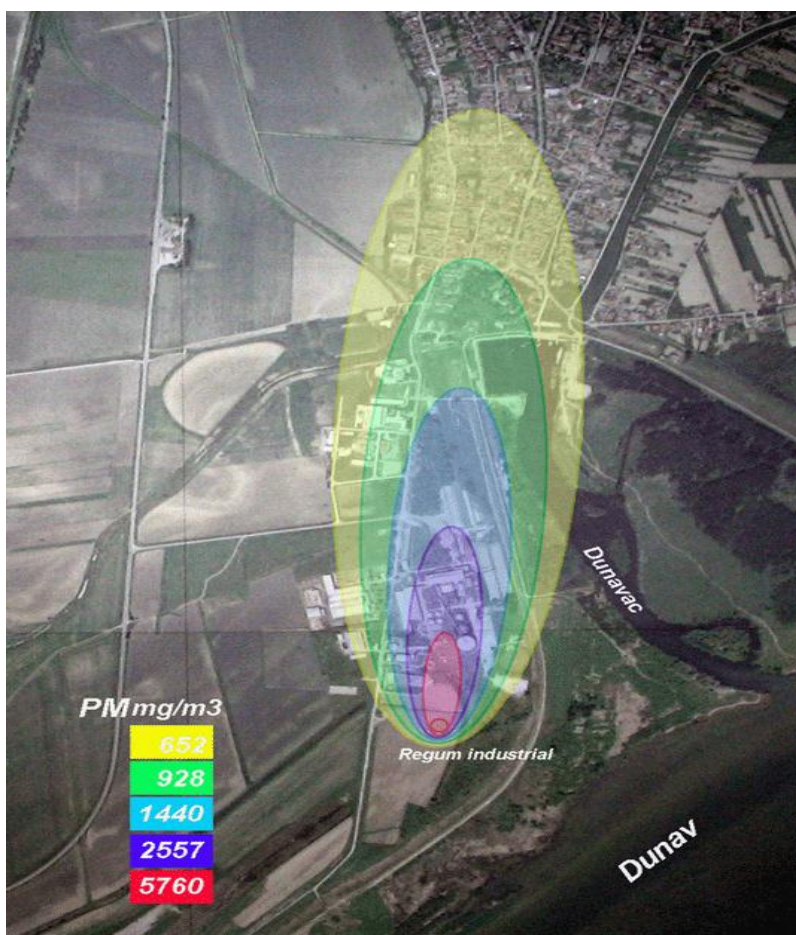 Dunavac
PM mg/m3
652
928
1440
2557
5760
Regum industrial
Dunav